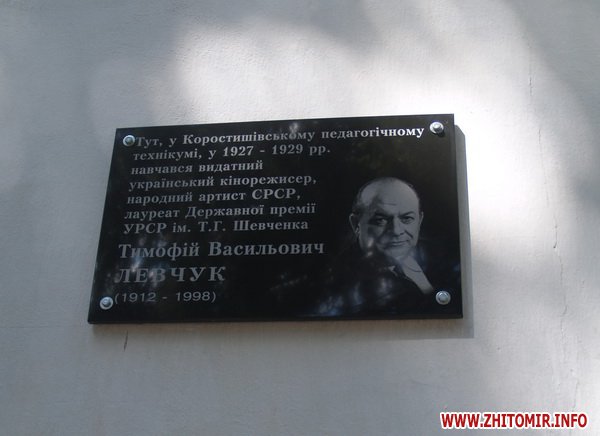 Тут, у Коростишівському педагогічному
технікумі, у 1927 - 1929 рр.
навчався видатний
український кінорежисер,
народний артист СРСР,
лауреат Державної премії
УРСР ім. Т.Г. Шевченка
Тимофій Васильович
ЛЕВЧУК
(1912 - 1998)
WWW.ZHITOMIR.INFO